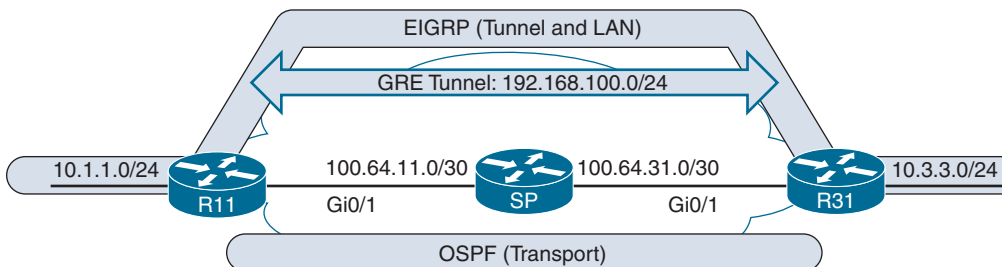 EIGRP (Tunnel and LAN)
GRE Tunnel: 192.168.100.0/24
10.1.1.0/24
100.64.11.0/30
100.64.31.0/30
10.3.3.0/24
R11
Gi0/1
SP
Gi0/1
R31
OSPF (Transport)